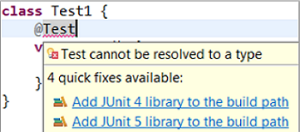 class Test1 {
@Test
v
Test cannot be resolved to a type
4 quick fixes available:
}
Add JUnit 4 library to the build path
}
Add JUnit 5 library to the build path